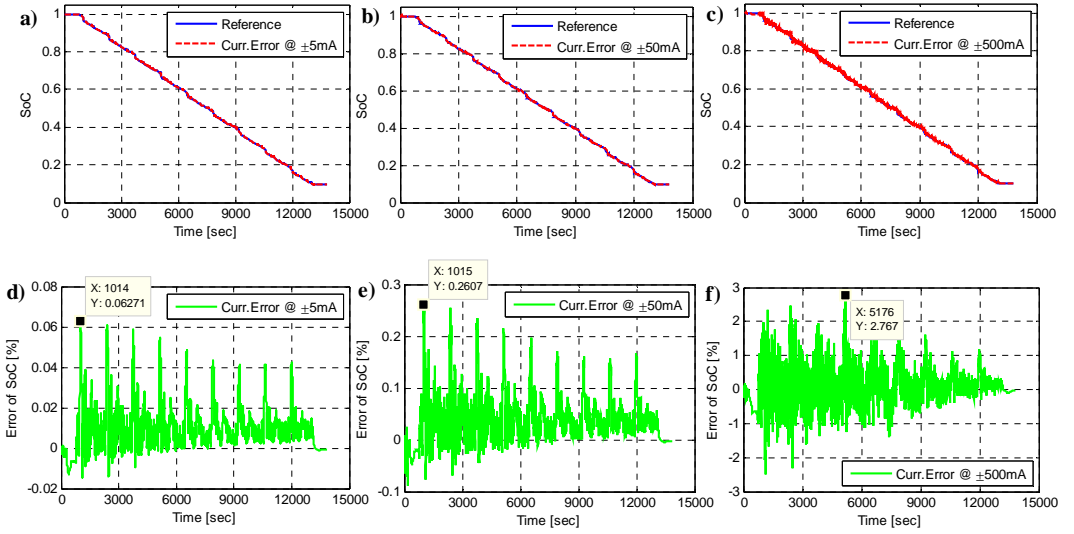 a)
Reference
Curr.Error @ ±5mA
1
0.8
0.6
0.4
0.2
0
SoC
0 3000 6000 9000 12000 15000
Time [sec]
b)
Reference
Curr.Error @ ±50mA
1
0.8
0.6
0.4
0.2
0
SoC
0 3000 6000 9000 12000 15000
Time [sec]
c)
Reference
Curr.Error @ ±500mA
1
0.8
0.6
0.4
0.2
0
SoC
0 3000 6000 9000 12000 15000
Time [sec]
d)
X: 1014
Y: 0.06271
Curr.Error @ ±5mA
0.08
0.06
0.04
0.02
0
-0.02
Error of SoC [%]
0 3000 6000 9000 12000 15000
Time [sec]
e)
X: 1015
Y: 0.2607
Curr.Error @ ±50mA
0.3
0.2
0.1
0
-0.1
Error of SoC [%]
0 3000 6000 9000 12000 15000
Time [sec]
f)
X: 5176
Y: 2.767
3
2
1
0
-1
-2
-3
Error of SoC [%]
Curr.Error @ ±500mA
0 3000 6000 9000 12000 15000
Time [sec]